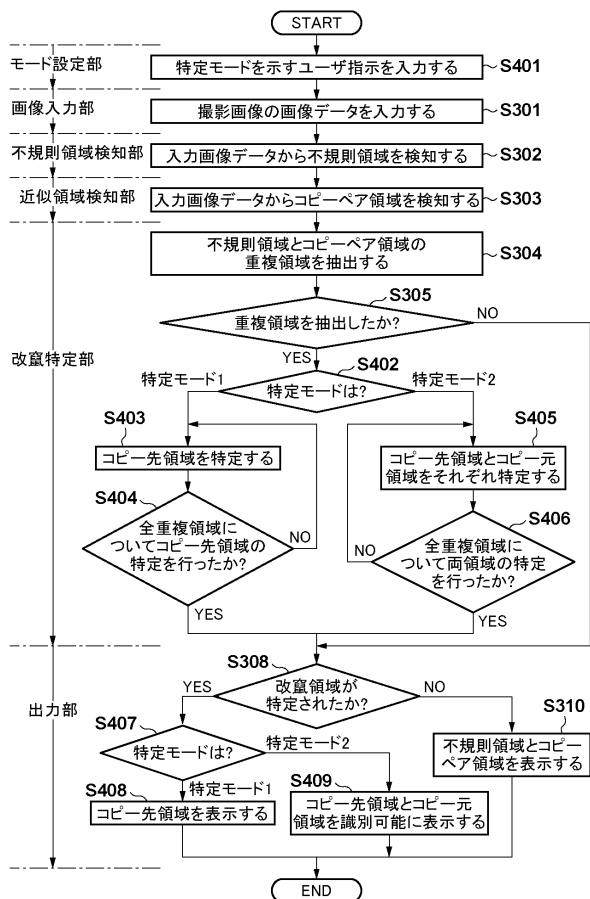 START
モード設定部
特定モードを示すユーザ指示を入力する
S401
画像入力部
撮影画像の画像データを入力する
S301
不規則領域検知部
入力画像データから不規則領域を検知する
S302
近似領域検知部
入力画像データからコピーペア領域を検知する
S303
不規則領域とコピーペア領域の
重複領域を抽出する
S304
S305
重複領域を抽出したか?
NO
YES
改竄特定部
S402
特定モード1
特定モードは?
特定モード2
S403
コピー先領域を特定する
S405
コピー先領域とコピー元
領域をそれぞれ特定する
S404
全重複領域に
ついてコピー先領域の
特定を行ったか?
NO
YES
S406
全重複領域に
ついて両領域の特定
を行ったか?
NO
YES
S308
改竄領域が
特定されたか?
YES
NO
出力部
S407
特定モードは?
特定モード2
特定モード1
S310
不規則領域とコピー
ペア領域を表示する
S408
コピー先領域を表示する
S409
コピー先領域とコピー元
領域を識別可能に表示する
END